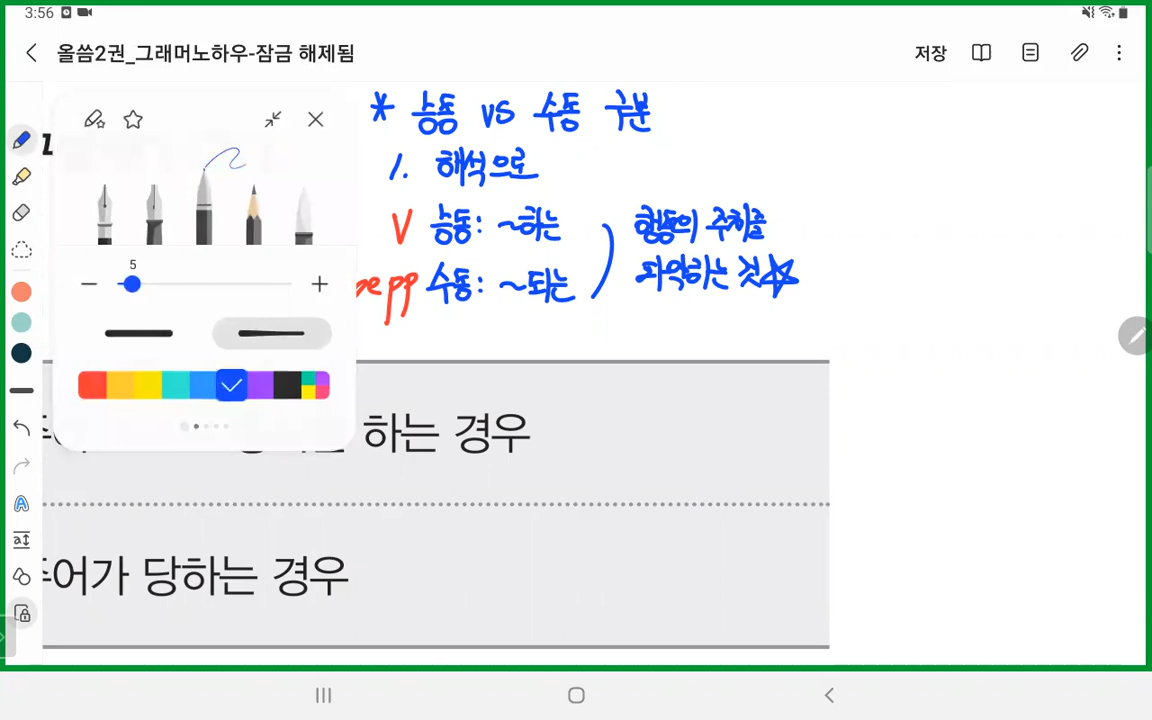 3:56
올씀2권_그래머노하우-잠금 해제됨
저장
* 능동 vs 수동 구분
1. 해석으로
V 능동: ~하는
be pp 수동: ~되는
행동의 주체를
파악하는 것☆
5
하는 경우
주어가 당하는 경우